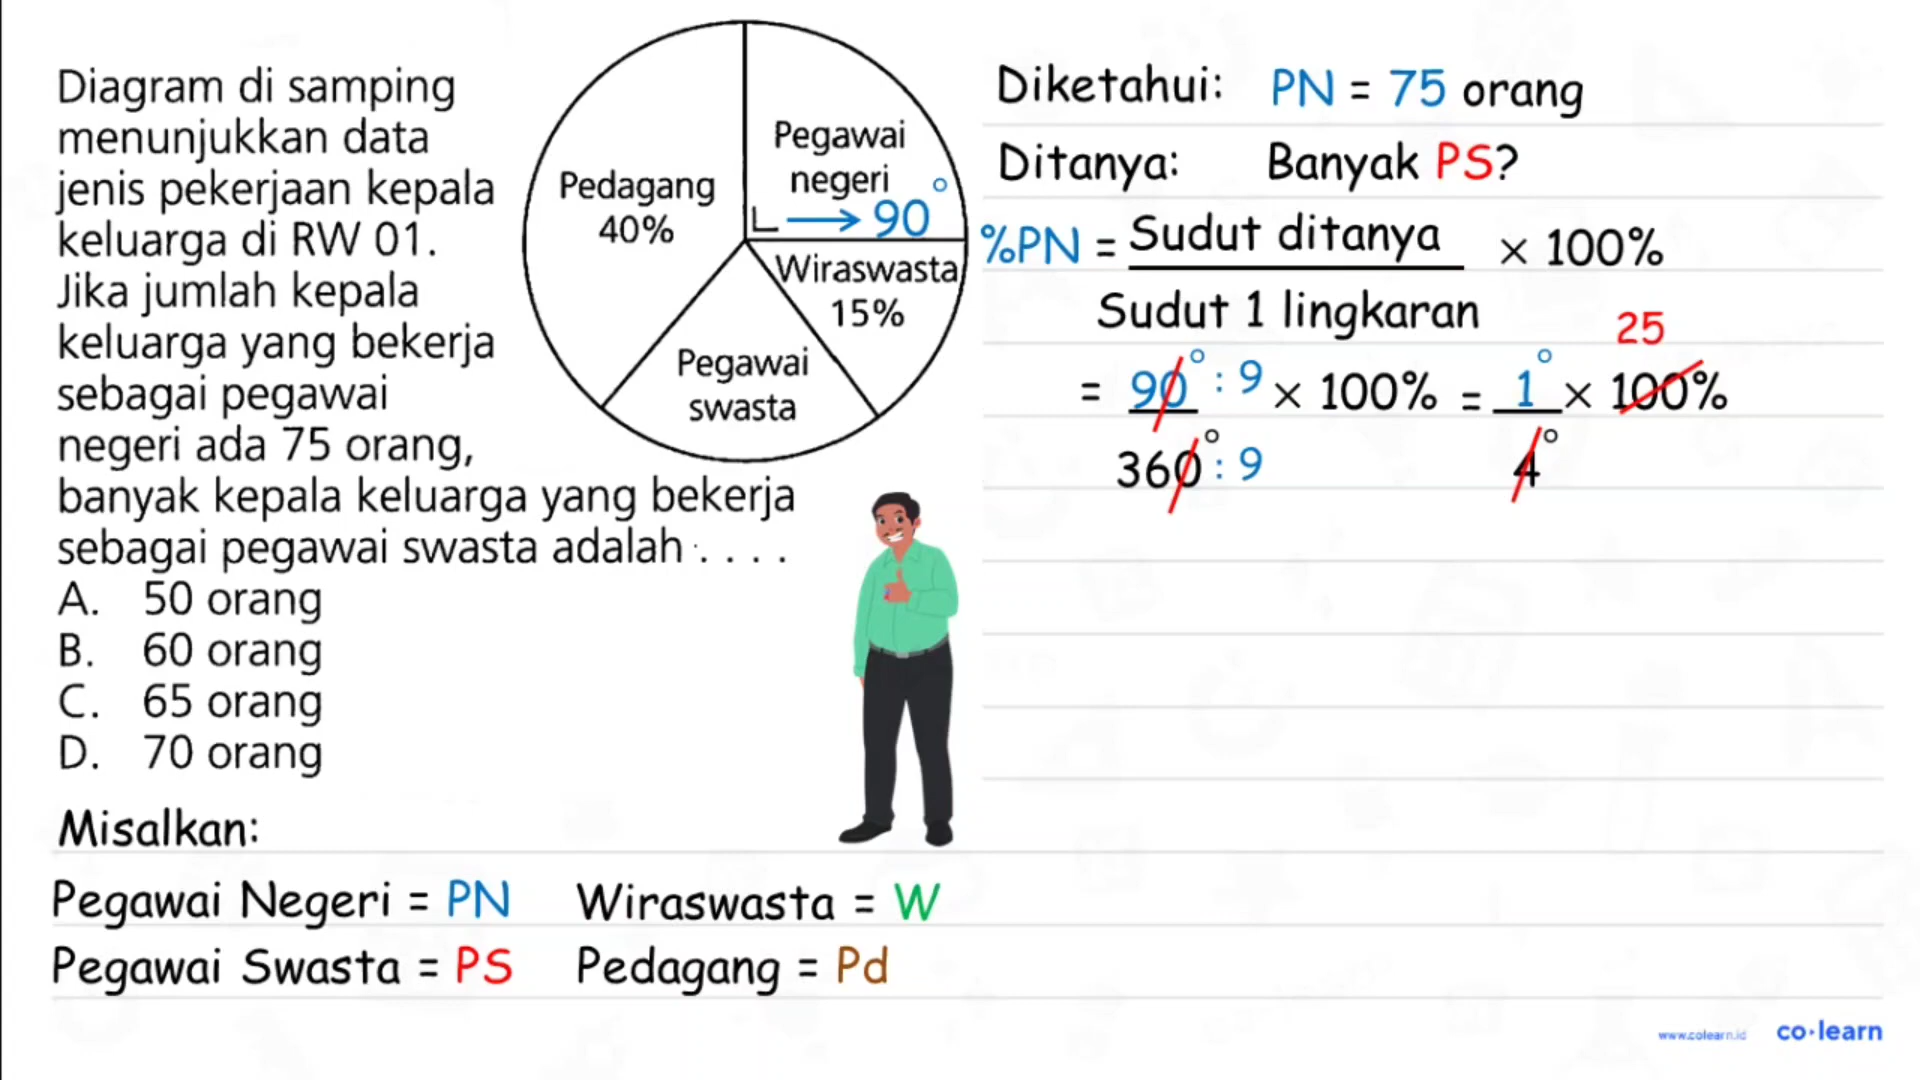 Diagram di samping
menunjukkan data
jenis pekerjaan kepala
keluarga di RW 01.
Jika jumlah kepala
keluarga yang bekerja
sebagai pegawai
negeri ada 75 orang,
banyak kepala keluarga yang bekerja
sebagai pegawai swasta adalah . . . .
A. 50 orang
B. 60 orang
C. 65 orang
D. 70 orang
Pedagang
40%
Pegawai
negeri
→ 90°
Wiraswasta
15%
Pegawai
swasta
Misalkan:
Pegawai Negeri = PN Wiraswasta = W
Pegawai Swasta = PS Pedagang = Pd
Diketahui: PN = 75 orang
Ditanya: Banyak PS?
%PN = Sudut ditanya × 100%
Sudut 1 lingkaran
25
= 90° : 9 × 100% = 1° × 100%
360° : 9 4°
www.colearn.id co·learn